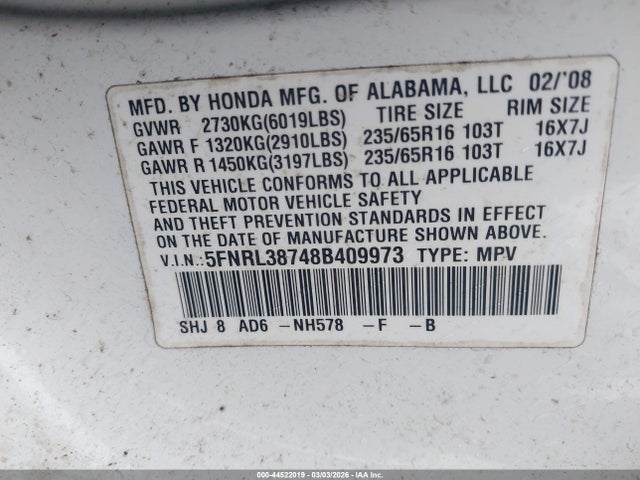 MFD. BY HONDA MFG. OF ALABAMA, LLC 02/'08
GVWR 2730KG(6019LBS) TIRE SIZE RIM SIZE
GAWR F 1320KG(2910LBS) 235/65R16 103T 16X7J
GAWR R 1450KG(3197LBS) 235/65R16 103T 16X7J
THIS VEHICLE CONFORMS TO ALL APPLICABLE
FEDERAL MOTOR VEHICLE SAFETY
AND THEFT PREVENTION STANDARDS IN EFFECT
ON DATE OF MANUFACTURE SHOWN ABOVE.
V.I.N.: 5FNRL38748B409973 TYPE: MPV
SHJ 8 AD6 -NH578 -F -B
000-44522019 - 03/03/2026 - IAAI.COM